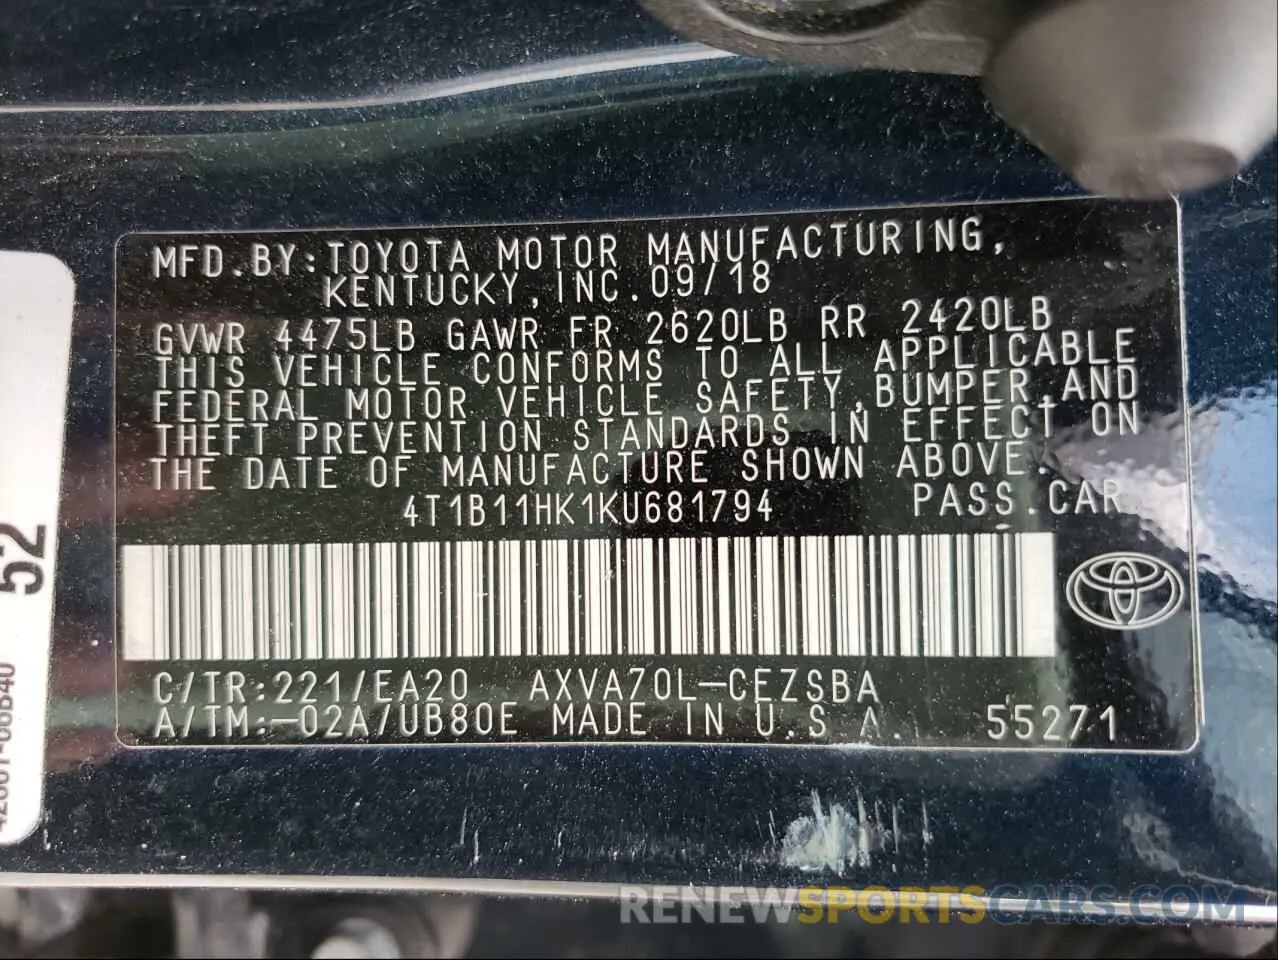 MFD.BY:TOYOTA MOTOR MANUFACTURING,
KENTUCKY,INC.09/18
GVWR 4475LB GAWR FR 2620LB RR 2420LB
THIS VEHICLE CONFORMS TO ALL APPLICABLE
FEDERAL MOTOR VEHICLE SAFETY,BUMPER,AND
THEFT PREVENTION STANDARDS IN EFFECT ON
THE DATE OF MANUFACTURE SHOWN ABOVE.
4T1B11HK1KU681794 PASS.CAR
C/TR:221/EA20 AXVA70L-CEZSBA
A/TM:-02A/UB80E MADE IN U.S.A. 55271
52
RENEWSPORTSCARS.COM